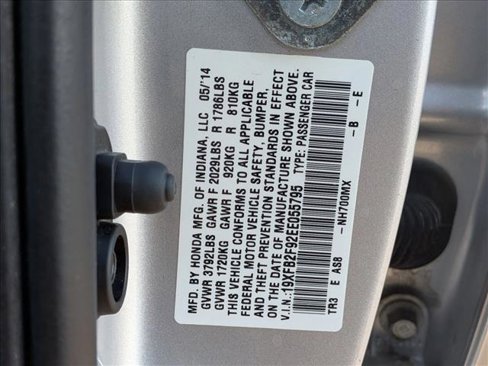 MFD. BY HONDA MFG. OF INDIANA, LLC 05/'14
GVWR 3792LBS GAWR F 2029LBS R 1786LBS
GVWR 1720KG GAWR F 920KG R 810KG
THIS VEHICLE CONFORMS TO ALL APPLICABLE
FEDERAL MOTOR VEHICLE SAFETY, BUMPER,
AND THEFT PREVENTION STANDARDS IN EFFECT
ON THE DATE OF MANUFACTURE SHOWN ABOVE.
V.I.N.: 19XFB2F92EE055795 TYPE: PASSENGER CAR
TR3 E AS8 -NH700MX -B -E